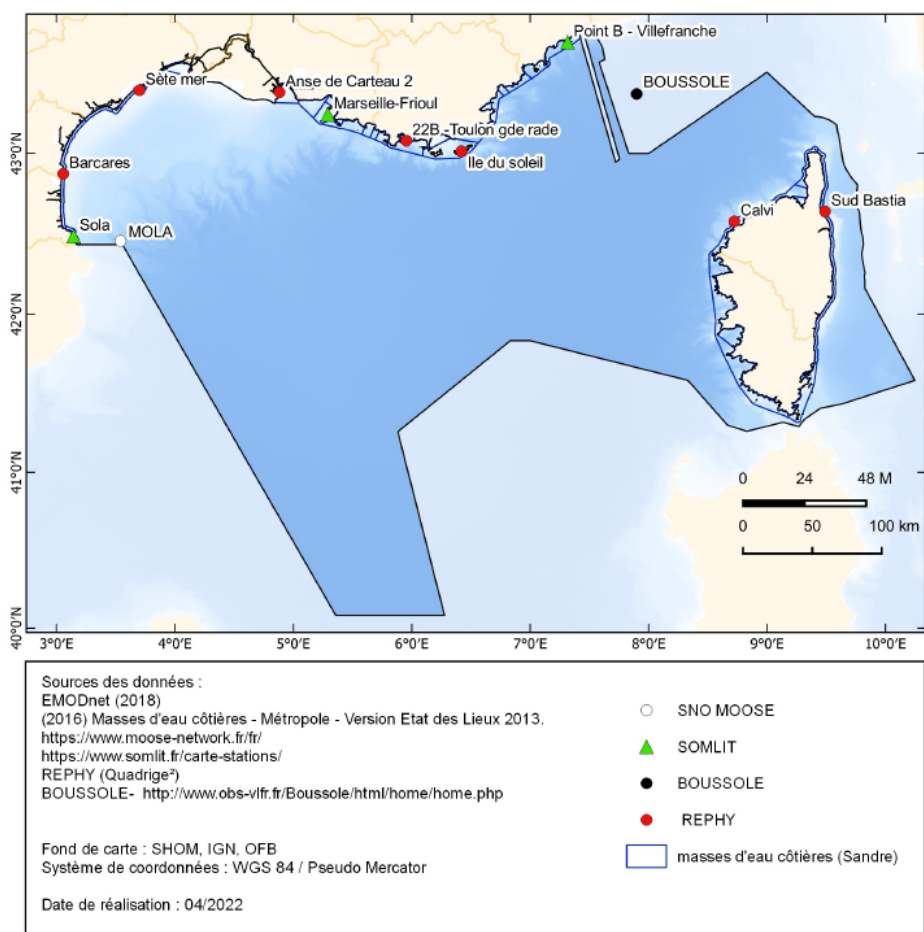 Point B - Villefranche
BOUSSOLE
Sète mer
Anse de Carteau 2
Marseille-Frioul
22B -Toulon gde rade
Ile du soleil
Barcares
Sola
MOLA
Calvi
Sud Bastia
43°0'N
42°0'N
41°0'N
40°0'N
0 24 48 M
0 50 100 km
3°0'E 4°0'E 5°0'E 6°0'E 7°0'E 8°0'E 9°0'E 10°0'E
Sources des données :
EMODnet (2018)
(2016) Masses d'eau côtières - Métropole - Version Etat des Lieux 2013.
https://www.moose-network.fr/fr/
https://www.somlit.fr/carte-stations/
REPHY (Quadrige²)
BOUSSOLE- http://www.obs-vlfr.fr/Boussole/html/home/home.php
Fond de carte : SHOM, IGN, OFB
Système de coordonnées : WGS 84 / Pseudo Mercator
Date de réalisation : 04/2022
SNO MOOSE
SOMLIT
BOUSSOLE
REPHY
masses d'eau côtières (Sandre)